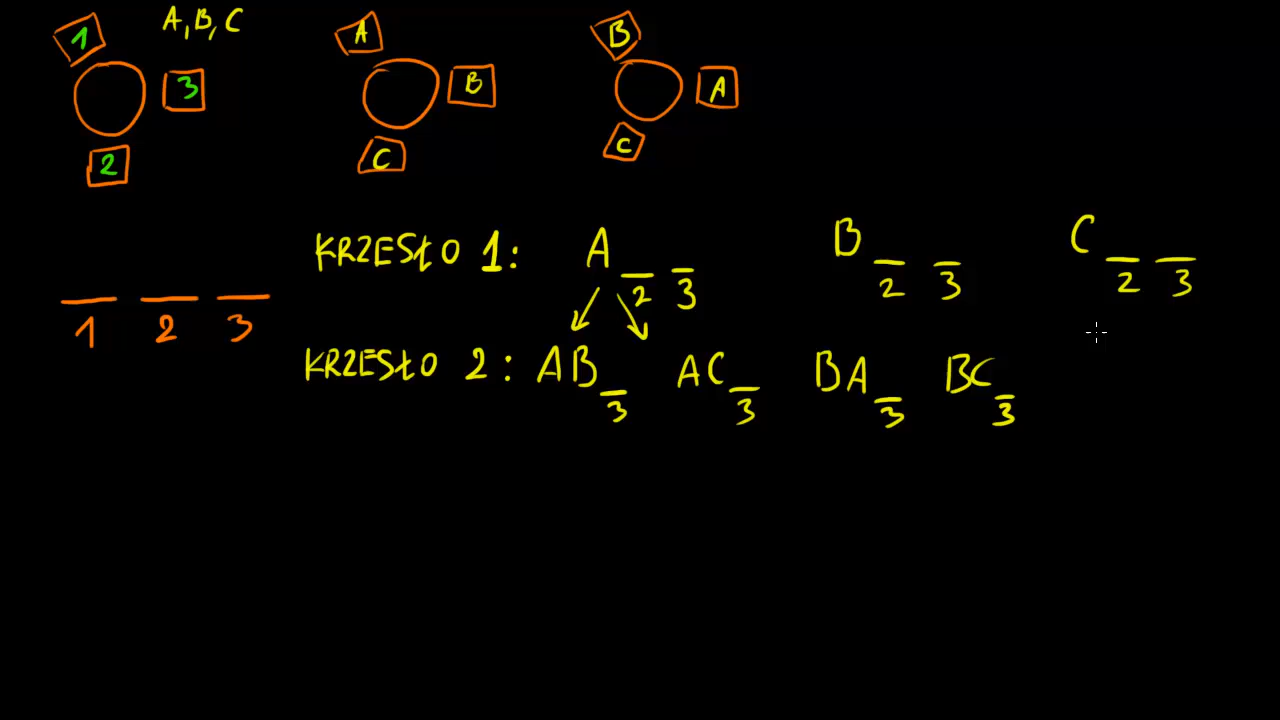 A, B, C
1
3
2
A
B
C
B
A
C
KRZESŁO 1: A _ _ B _ _ C _ _
2 3 2 3 2 3
_ _ _
1 2 3
KRZESŁO 2: AB _ AC _ BA _ BC _
3 3 3 3